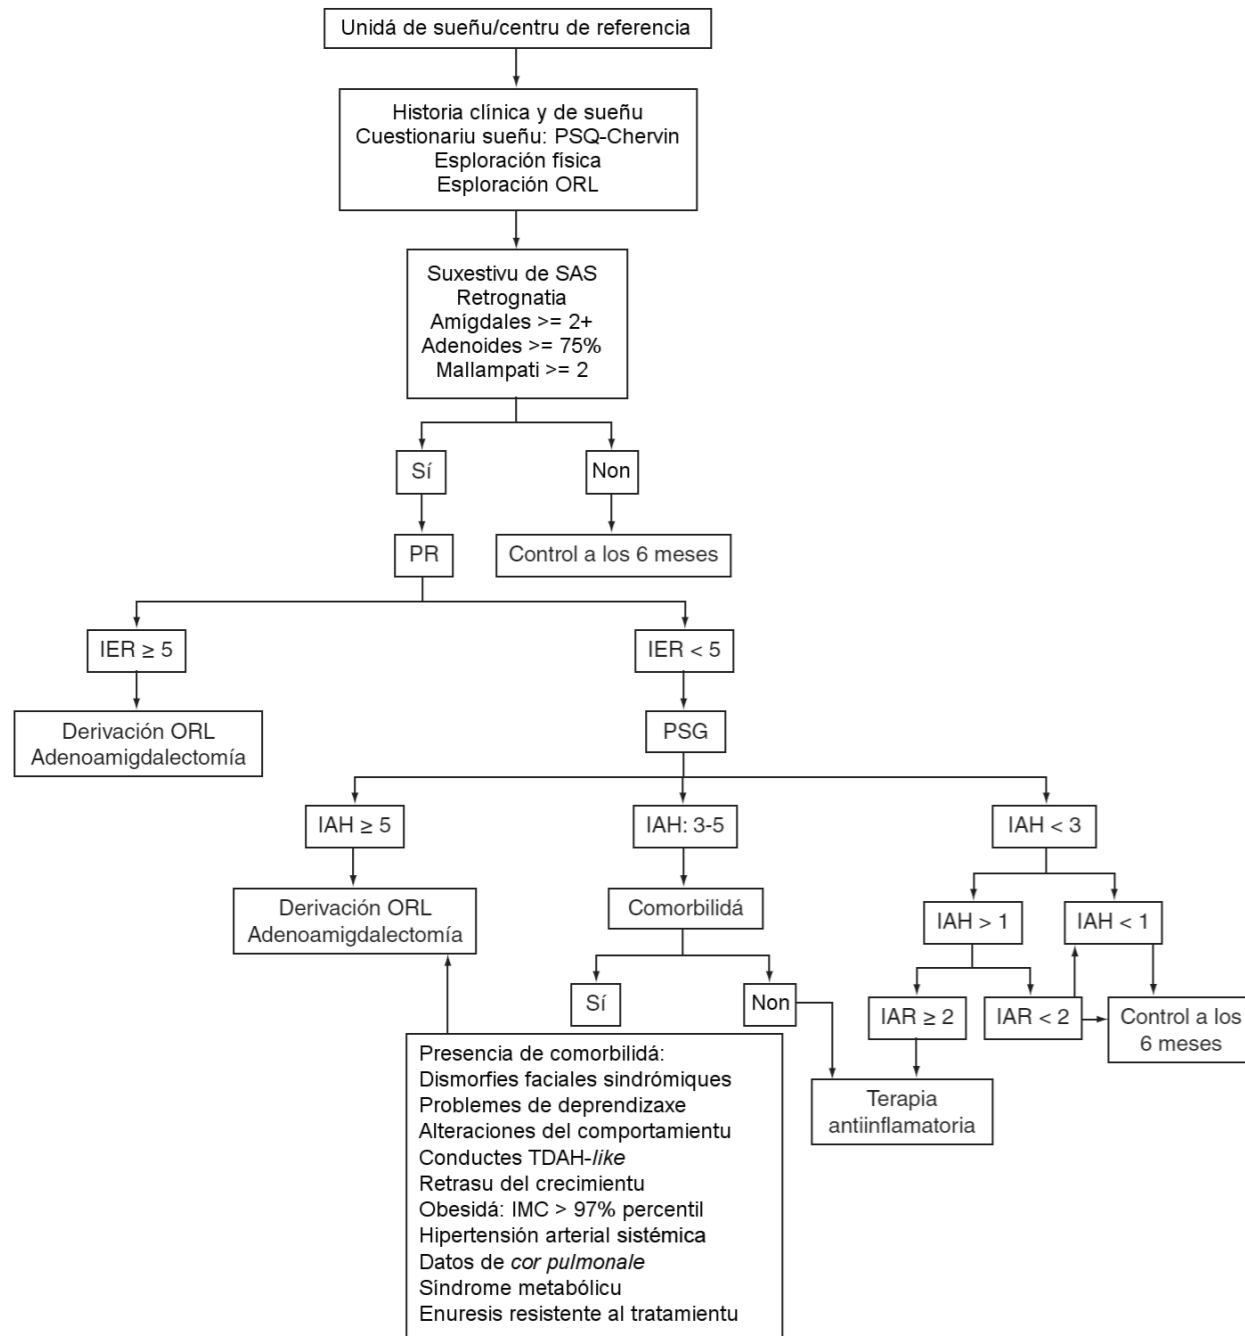 Unidá de sueñu/centru de referencia
Historia clínica y de sueñu
Cuestionariu sueñu: PSQ-Chervin
Esploración física
Esploración ORL
Suxestivu de SAS
Retrognatia
Amígdales >= 2+
Adenoides >= 75%
Mallampati >= 2
Sí
Non
PR
Control a los 6 meses
IER ≥ 5
IER < 5
Derivación ORL
Adenoamigdalectomía
PSG
IAH ≥ 5
IAH: 3-5
IAH < 3
Derivación ORL
Adenoamigdalectomía
Comorbilidá
IAH > 1
IAH < 1
Sí
Non
IAR ≥ 2
IAR < 2
Control a los
6 meses
Presencia de comorbilidá:
Dismorfies faciales sindrómiques
Problemes de deprendizaxe
Alteraciones del comportamientu
Conductes TDAH-like
Retrasu del crecimientu
Obesidá: IMC > 97% percentil
Hipertensión arterial sistémica
Datos de cor pulmonale
Síndrome metabólicu
Enuresis resistente al tratamientu
Terapia
antiinflamatoria